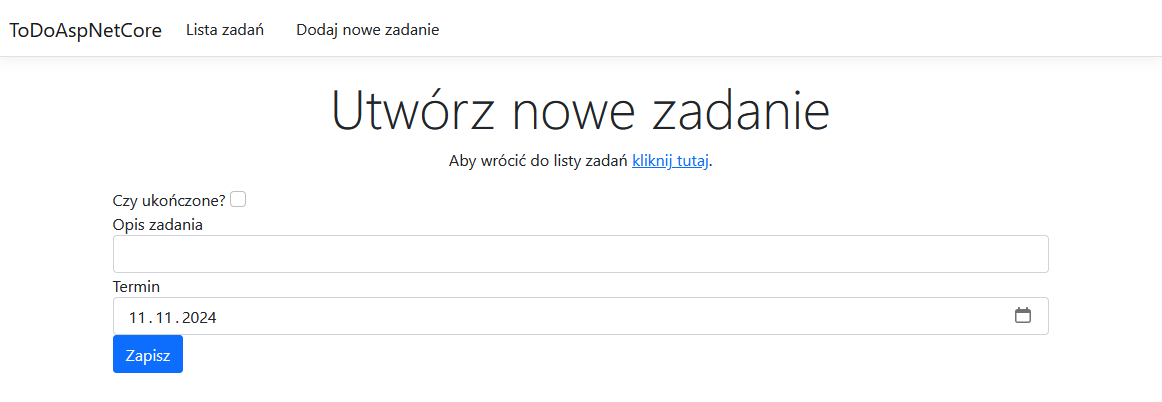 ToDoAspNetCore Lista zadań Dodaj nowe zadanie
Utwórz nowe zadanie
Aby wrócić do listy zadań kliknij tutaj.
Czy ukończone?
Opis zadania
Termin
11.11.2024
Zapisz